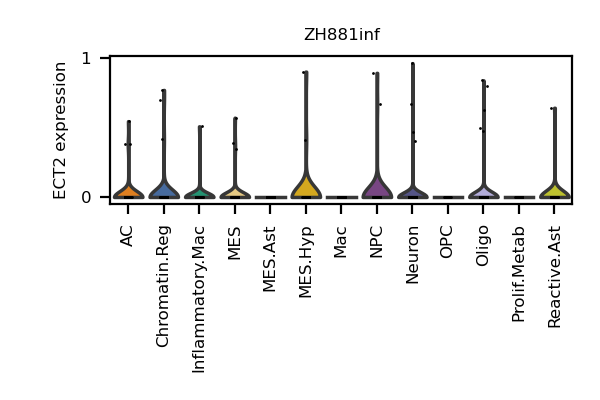 ZH881inf
ECT2 expression
1
0
AC
Chromatin.Reg
Inflammatory.Mac
MES
MES.Ast
MES.Hyp
Mac
NPC
Neuron
OPC
Oligo
Prolif.Metab
Reactive.Ast